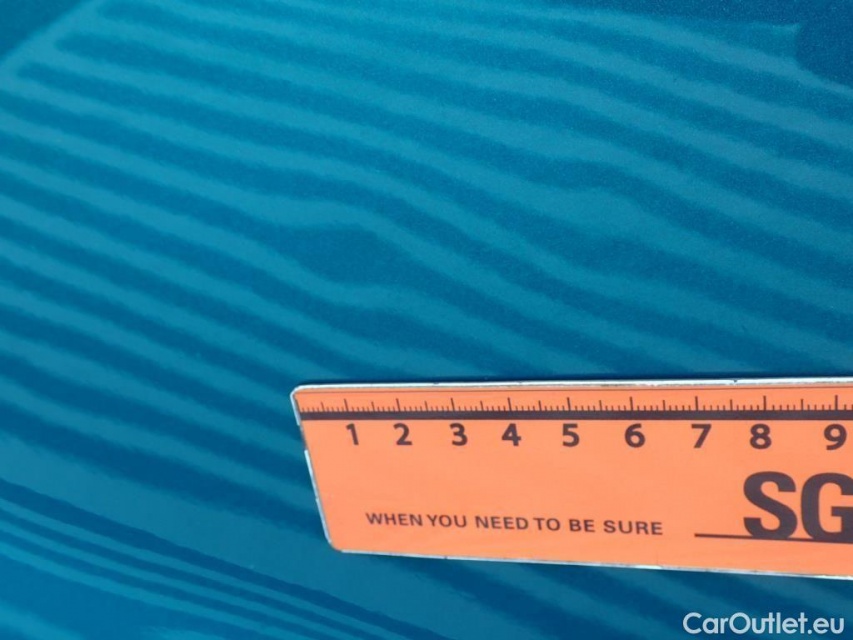 1 2 3 4 5 6 7 8 9
WHEN YOU NEED TO BE SURE
SG
CarOutlet.eu